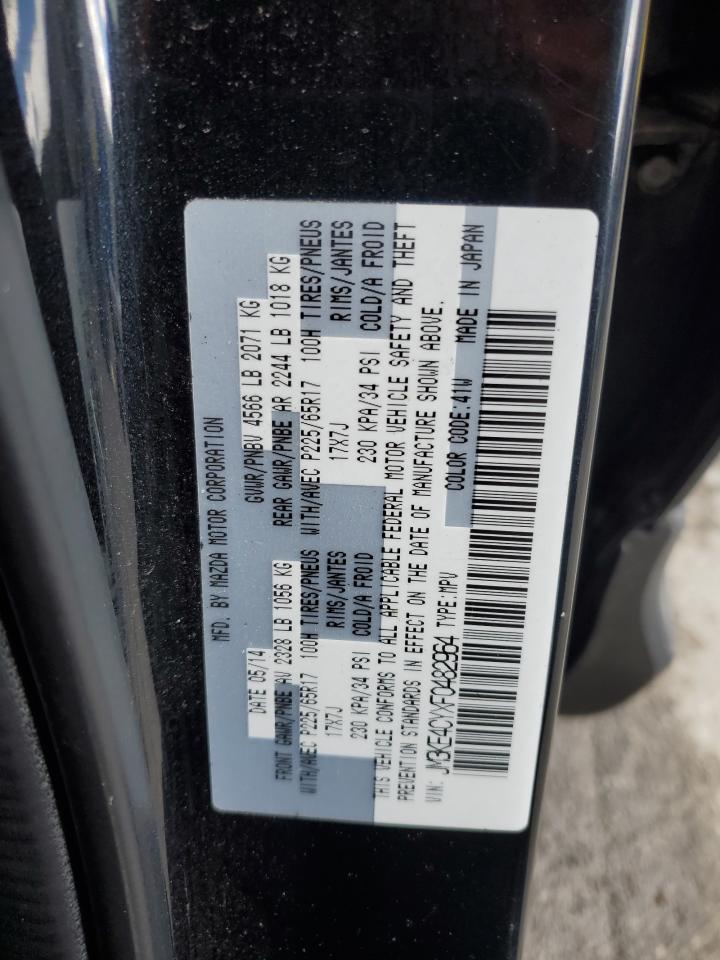 MFD. BY MAZDA MOTOR CORPORATION
DATE 05/14 GVWR/PNBV 4566 LB 2071 KG
FRONT GAWR/PNBE AV 2328 LB 1056 KG REAR GAWR/PNBE AR 2244 LB 1018 KG
WITH/AVEC P225/65R17 100H TIRES/PNEUS WITH/AVEC P225/65R17 100H TIRES/PNEUS
17X7J RIMS/JANTES 17X7J RIMS/JANTES
230 KPA/34 PSI COLD/A FROID 230 KPA/34 PSI COLD/A FROID
THIS VEHICLE CONFORMS TO ALL APPLICABLE FEDERAL MOTOR VEHICLE SAFETY AND THEFT
PREVENTION STANDARDS IN EFFECT ON THE DATE OF MANUFACTURE SHOWN ABOVE.
VIN: JM3KE4CYXF0482964 TYPE:MPV COLOR CODE:41W MADE IN JAPAN